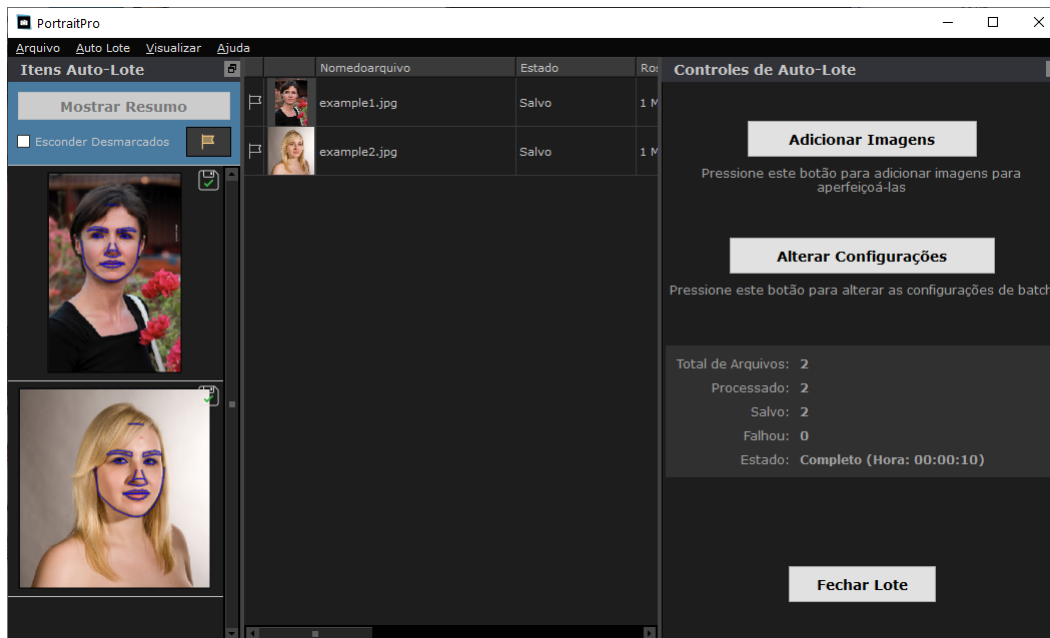 PortraitPro
Arquivo Auto Lote Visualizar Ajuda
Itens Auto-Lote
Mostrar Resumo
Esconder Desmarcados
Nomedoarquivo Estado
example1.jpg Salvo 1
example2.jpg Salvo 1
Controles de Auto-Lote
Adicionar Imagens
Pressione este botão para adicionar imagens para
aperfeiçoá-las
Alterar Configurações
Pressione este botão para alterar as configurações de batch
Total de Arquivos: 2
Processado: 2
Salvo: 2
Falhou: 0
Estado: Completo (Hora: 00:00:10)
Fechar Lote